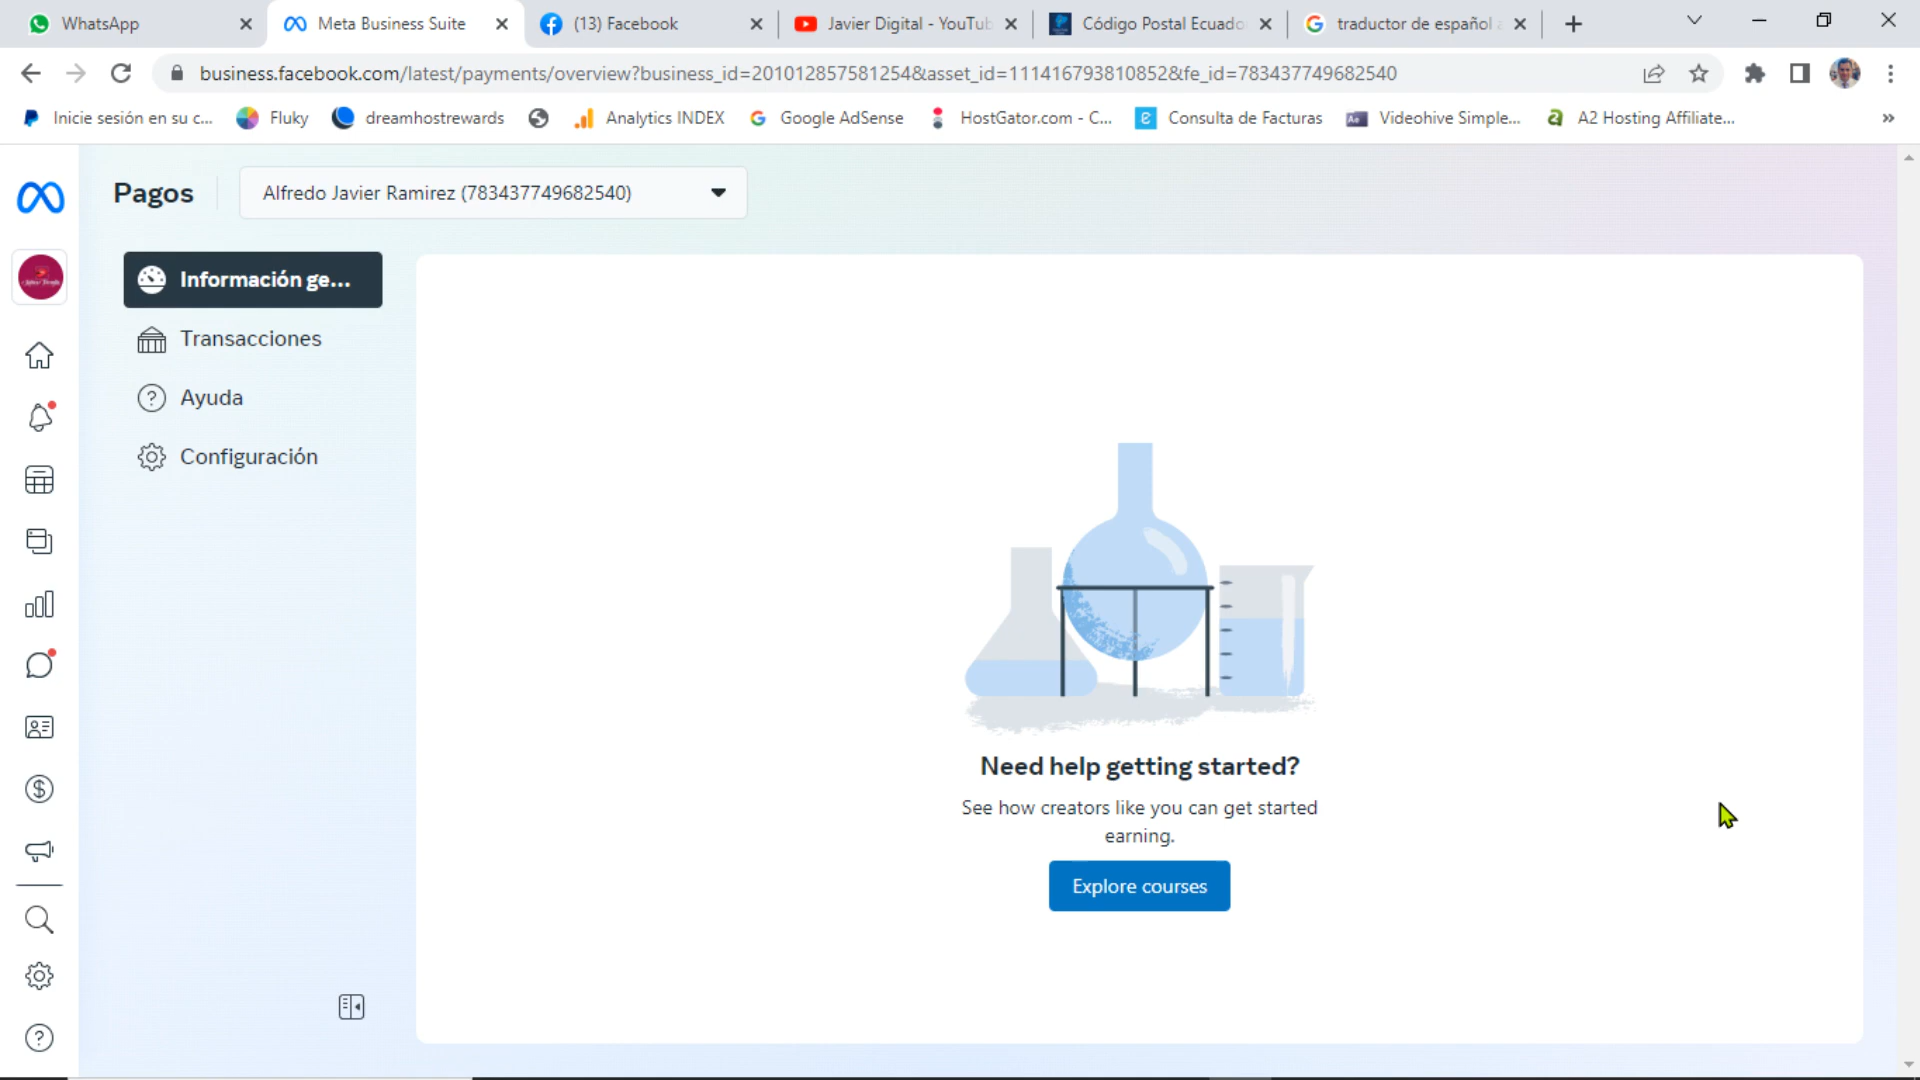 WhatsApp
Meta Business Suite
(13) Facebook
Javier Digital - YouTub
Código Postal Ecuado
traductor de español a
business.facebook.com/latest/payments/overview?business_id=201012857581254&asset_id=111416793810852&fe_id=783437749682540
Inicie sesión en su c...
Fluky
dreamhostrewards
Analytics INDEX
Google AdSense
HostGator.com - C...
Consulta de Facturas
Videohive Simple...
A2 Hosting Affiliate...
Pagos
Alfredo Javier Ramirez (783437749682540)
Información ge...
Transacciones
Ayuda
Configuración
Need help getting started?
See how creators like you can get started
earning.
Explore courses